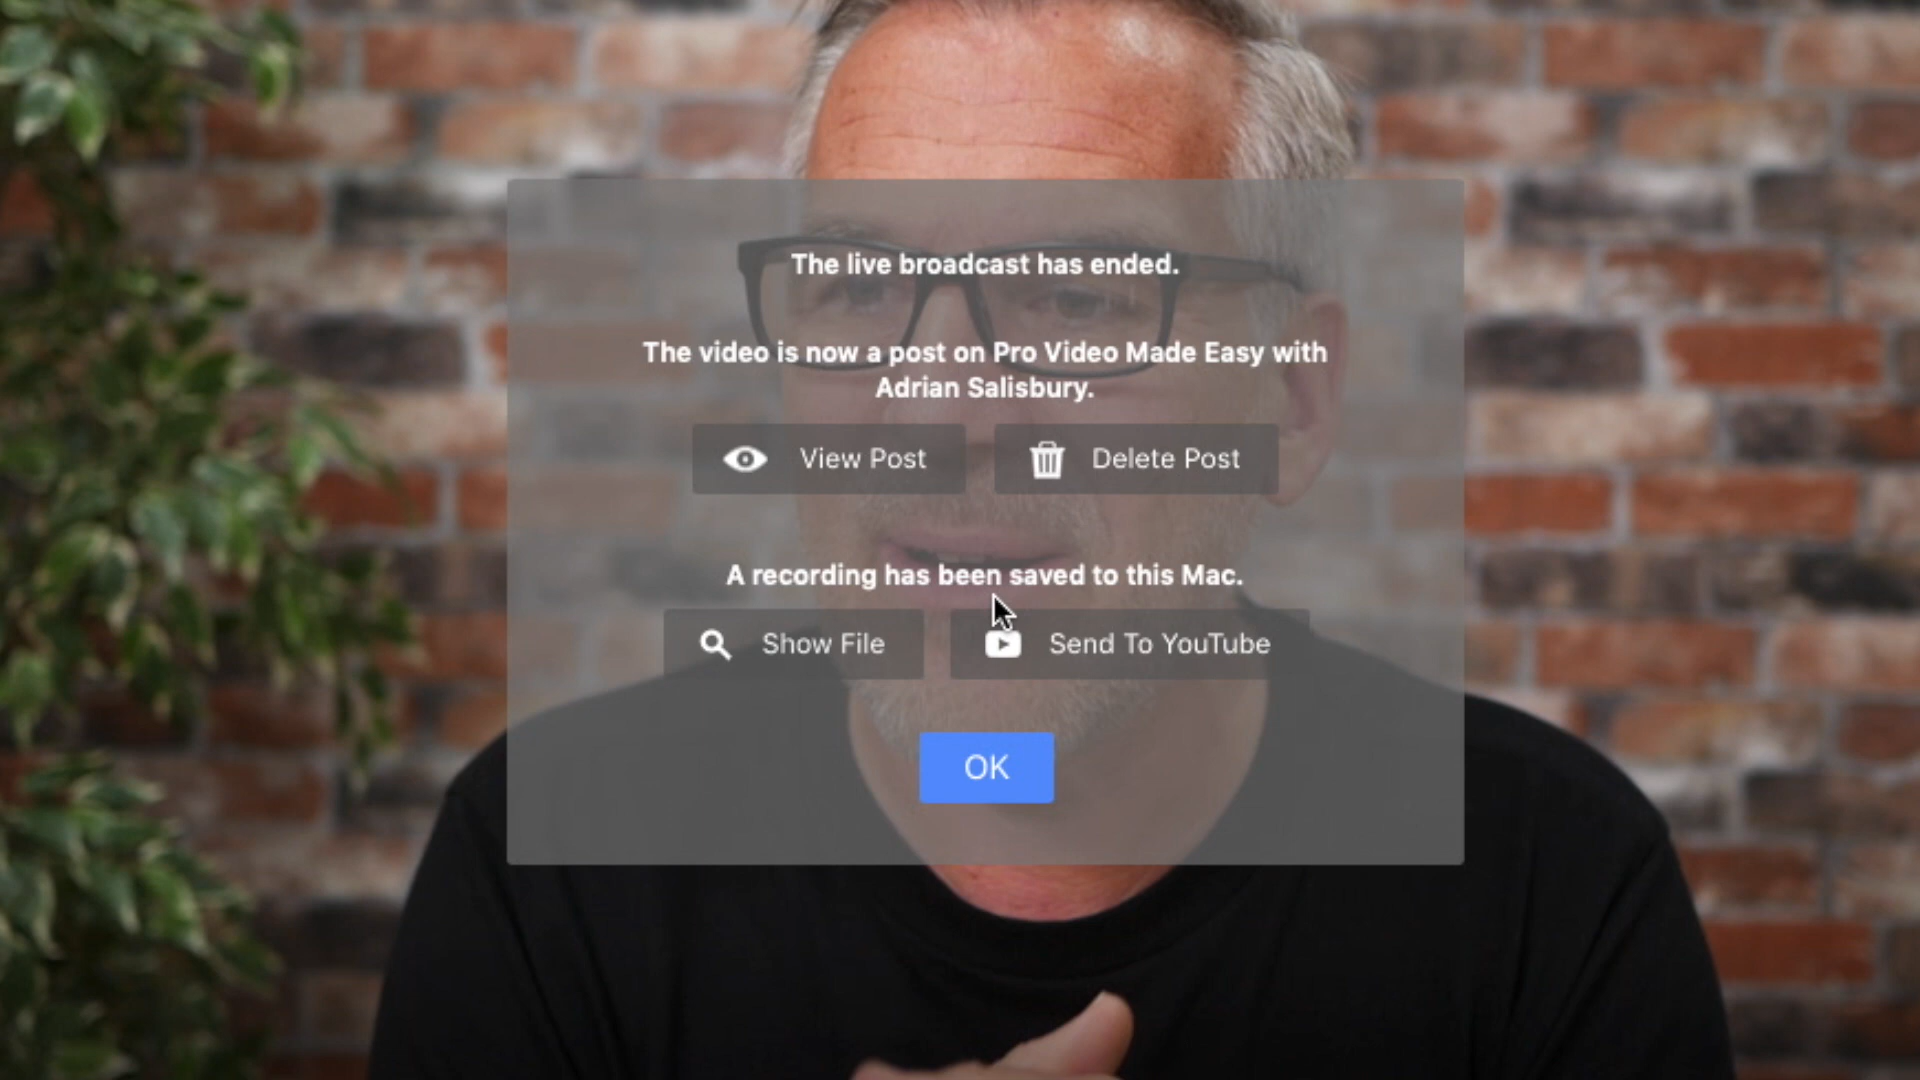 The live broadcast has ended.
The video is now a post on Pro Video Made Easy with
Adrian Salisbury.
View Post
Delete Post
A recording has been saved to this Mac.
Show File
Send To YouTube
OK